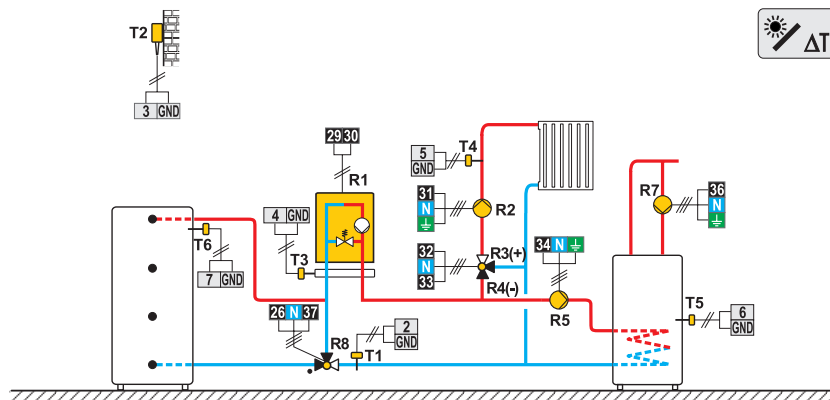 T2
ΔT
3 GND
29 30
R1
5
GND
T4
31
N
R2
R7
36
N
4 GND
T6
7 GND
T3
32
N
33
R3(+)
R4(-)
34 N
26 N 37
R8
2
GND
T1
R5
T5
6
GND